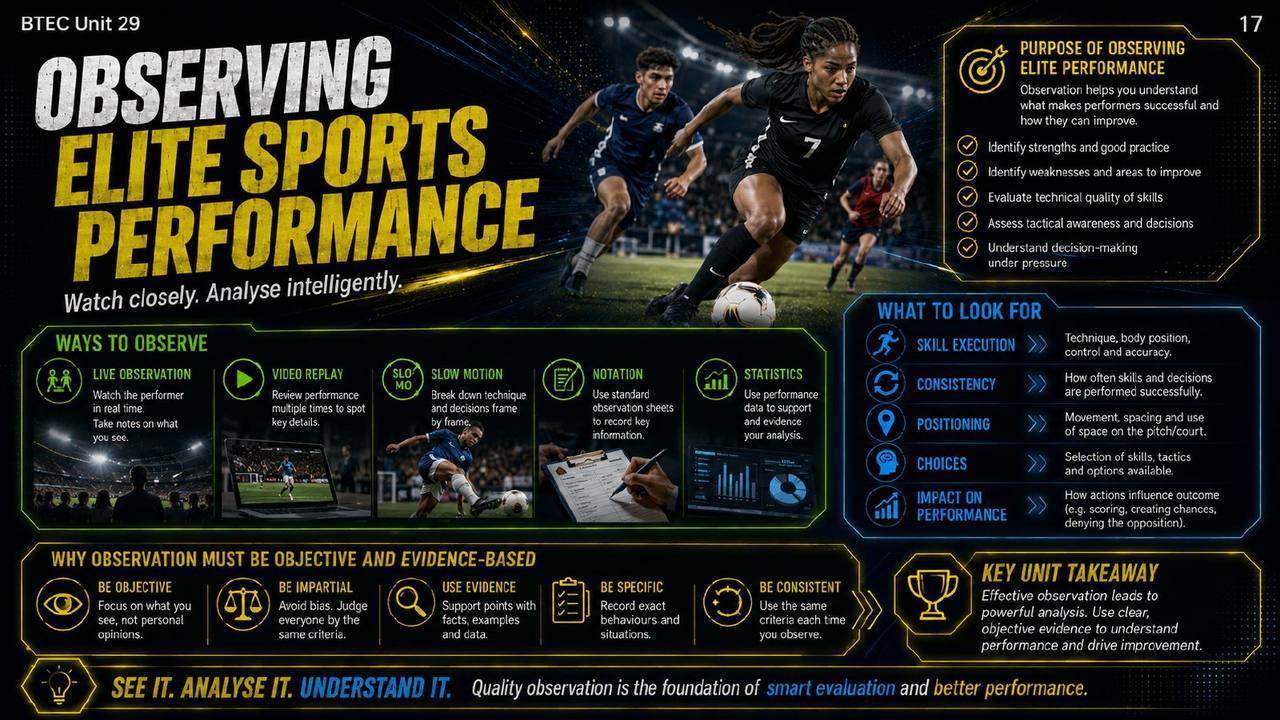 BTEC Unit 29
17
OBSERVING
ELITE SPORTS
PERFORMANCE
Watch closely. Analyse intelligently.
7
PURPOSE OF OBSERVING
ELITE PERFORMANCE
Observation helps you understand
what makes performers successful and
how they can improve.
Identify strengths and good practice
Identify weaknesses and areas to improve
Evaluate technical quality of skills
Assess tactical awareness and decisions
Understand decision-making
under pressure
WAYS TO OBSERVE
LIVE OBSERVATION
Watch the performer
in real time.
Take notes on what
you see.
VIDEO REPLAY
Review performance
multiple times to spot
key details.
SLO
MO
SLOW MOTION
Break down technique
and decisions frame
by frame.
NOTATION
Use standard
observation sheets
to record key
information.
STATISTICS
Use performance
data to support
and evidence
your analysis.
WHAT TO LOOK FOR
SKILL EXECUTION
Technique, body position,
control and accuracy.
CONSISTENCY
How often skills and decisions
are performed successfully.
POSITIONING
Movement, spacing and use
of space on the pitch/court.
CHOICES
Selection of skills, tactics
and options available.
IMPACT ON
PERFORMANCE
How actions influence outcome
(e.g. scoring, creating chances,
denying the opposition).
WHY OBSERVATION MUST BE OBJECTIVE AND EVIDENCE-BASED
BE OBJECTIVE
Focus on what you
see, not personal
opinions.
BE IMPARTIAL
Avoid bias. Judge
everyone by the
same criteria.
USE EVIDENCE
Support points with
facts, examples
and data.
BE SPECIFIC
Record exact
behaviours and
situations.
BE CONSISTENT
Use the same
criteria each time
you observe.
KEY UNIT TAKEAWAY
Effective observation leads to
powerful analysis. Use clear,
objective evidence to understand
performance and drive improvement.
SEE IT. ANALYSE IT. UNDERSTAND IT. Quality observation is the foundation of smart evaluation and better performance.